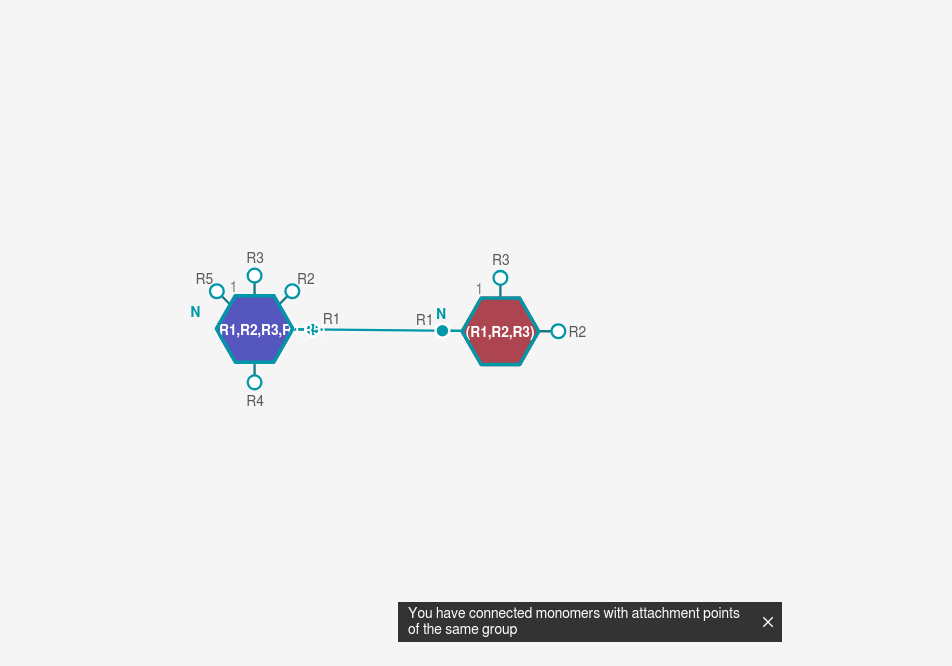 R3
R3
R5
1
R2
1
N
R1
R1
N
R1,R2,R3,
(R1,R2,R3)
R2
R4
You have connected monomers with attachment points
of the same group